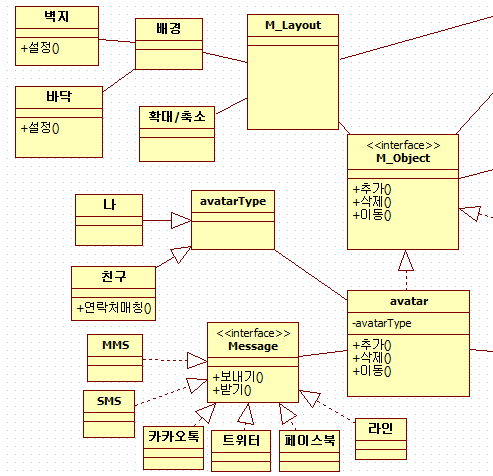 벽지
+설정()
배경
M_Layout
바닥
+설정()
확대/축소
<<interface>>
M_Object
+추가()
+삭제()
+이동()
나
avatarType
친구
+연락처매칭()
avatar
-avatarType
+추가()
+삭제()
+이동()
<<interface>>
Message
+보내기()
+받기()
MMS
SMS
카카오톡
트위터
페이스북
라인